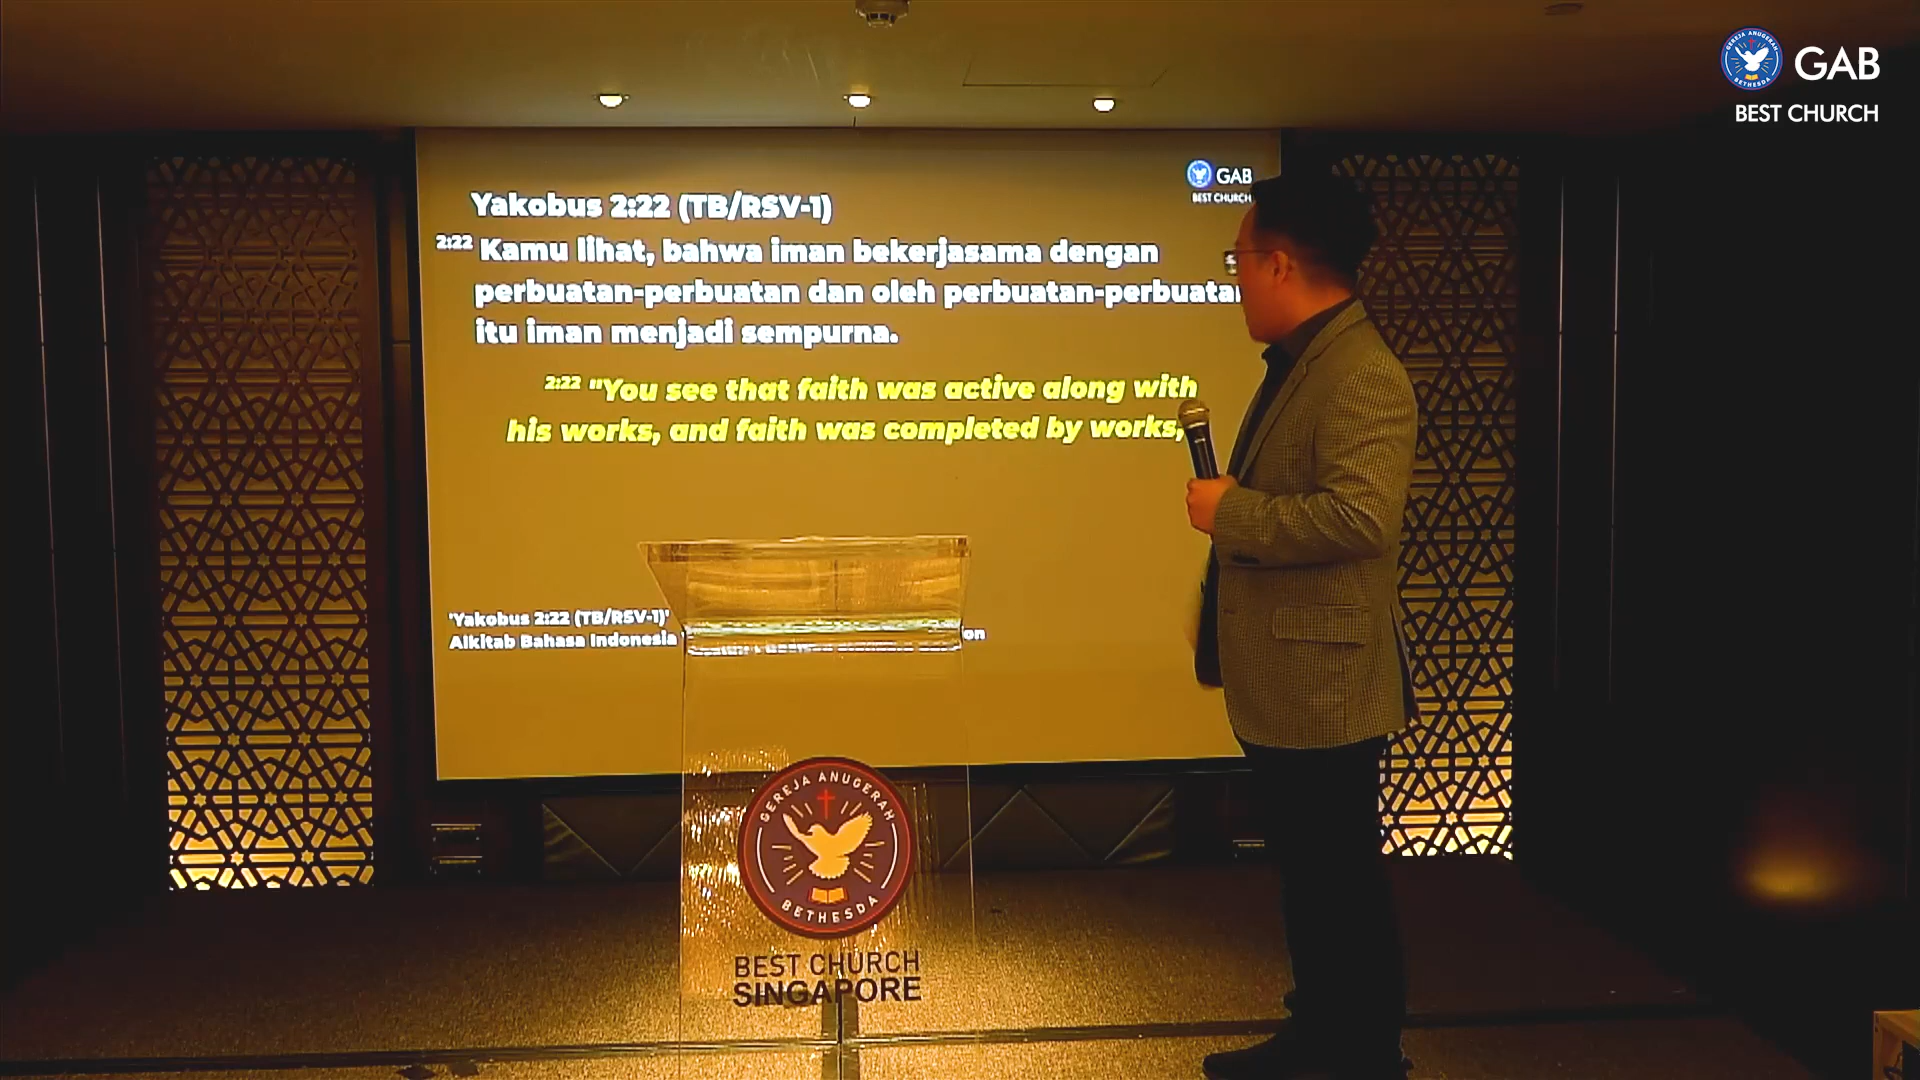 GAB
BEST CHURCH
GAB
BEST CHURCH
Yakobus 2:22 (TB/RSV-1)
2:22 Kamu lihat, bahwa iman bekerjasama dengan
perbuatan-perbuatan dan oleh
itu iman menjadi sempurna.
2:22 "You see that faith was active along with
his works, and faith was completed by works,
'Yakobus 2:22 (TB/RSV-1)'
Alkitab Bahasa Indonesia
GEREJA ANUGERAH
BETHESDA
BEST CHURCH
SINGAPORE